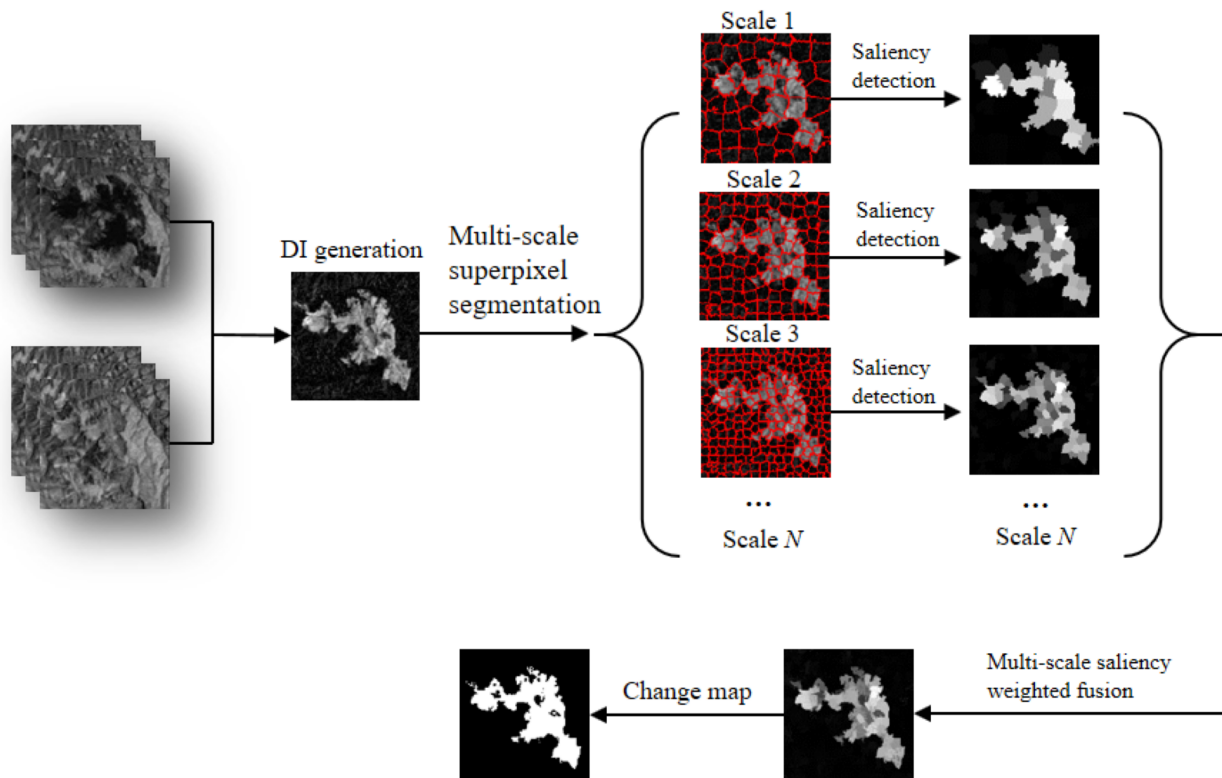 Scale 1
Saliency
detection
Scale 2
Saliency
detection
DI generation
Multi-scale
superpixel
segmentation
Scale 3
Saliency
detection
...
...
Scale N
Scale N
Change map
Multi-scale saliency
weighted fusion